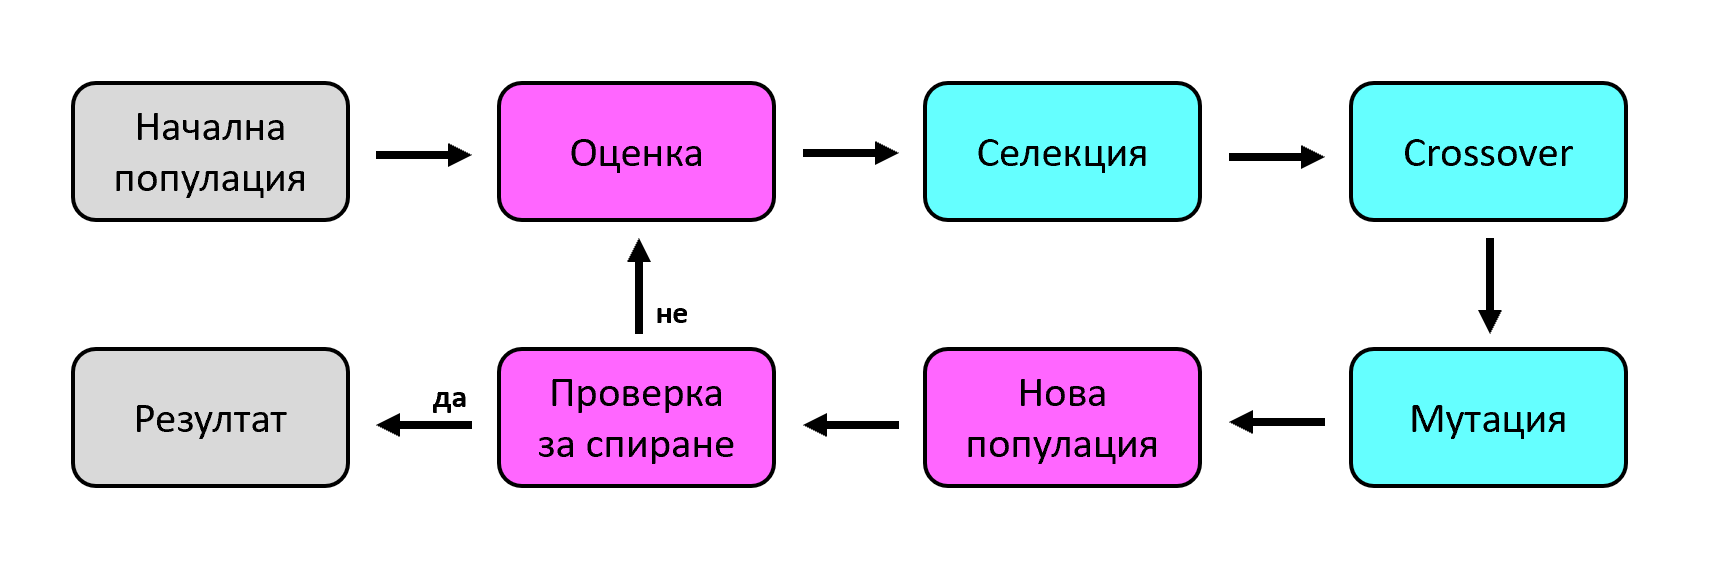 Начална
популация
Оценка
Селекция
Crossover
не
Резултат
да
Проверка
за спиране
Нова
популация
Мутация